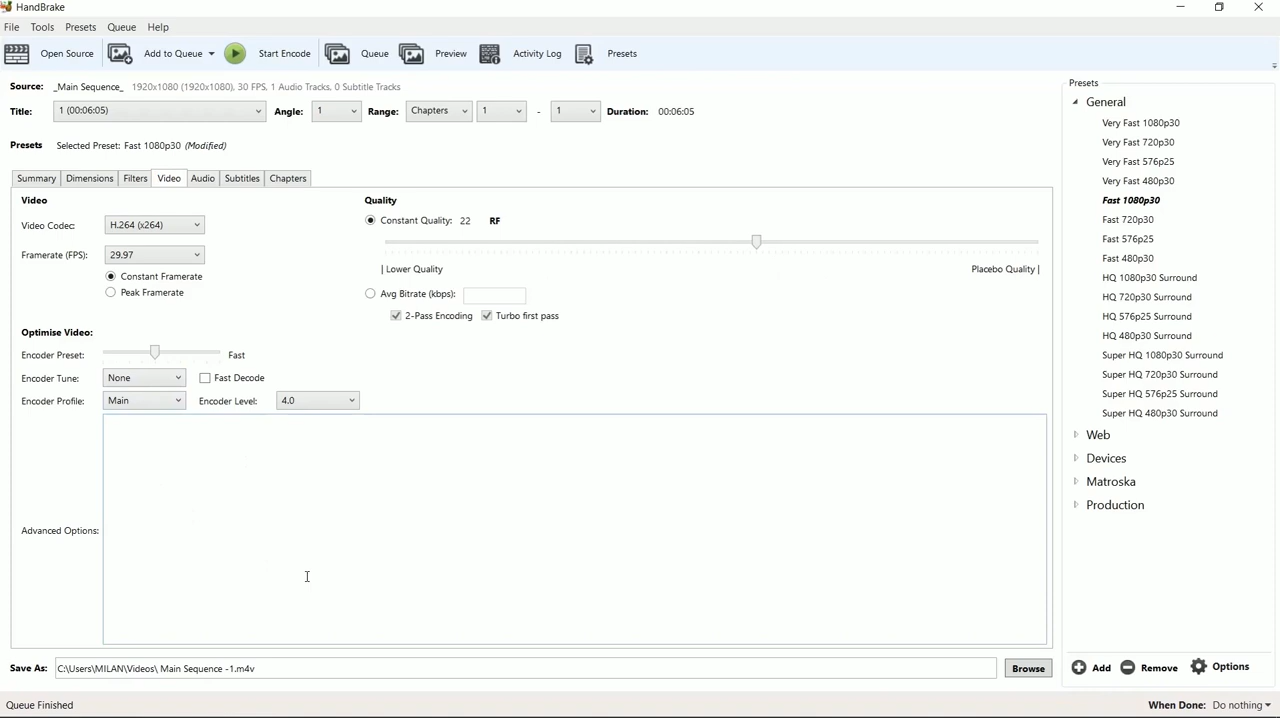 HandBrake
File Tools Presets Queue Help
Open Source Add to Queue Start Encode Queue Preview Activity Log Presets
Source: _Main Sequence_ 1920x1080 (1920x1080), 30 FPS, 1 Audio Tracks, 0 Subtitle Tracks
Title: 1 (00:06:05) Angle: 1 Range: Chapters 1 - 1 Duration: 00:06:05
Presets Selected Preset: Fast 1080p30 (Modified)
Summary Dimensions Filters Video Audio Subtitles Chapters
Video
Video Codec: H.264 (x264)
Framerate (FPS): 29.97
Constant Framerate
Peak Framerate
Quality
Constant Quality: 22 RF
| Lower Quality Placebo Quality |
Avg Bitrate (kbps):
2-Pass Encoding Turbo first pass
Optimise Video:
Encoder Preset: Fast
Encoder Tune: None Fast Decode
Encoder Profile: Main Encoder Level: 4.0
Advanced Options:
Save As: C:\Users\MILAN\Videos\ Main Sequence -1.m4v Browse
Presets
General
Very Fast 1080p30
Very Fast 720p30
Very Fast 576p25
Very Fast 480p30
Fast 1080p30
Fast 720p30
Fast 576p25
Fast 480p30
HQ 1080p30 Surround
HQ 720p30 Surround
HQ 576p25 Surround
HQ 480p30 Surround
Super HQ 1080p30 Surround
Super HQ 720p30 Surround
Super HQ 576p25 Surround
Super HQ 480p30 Surround
Web
Devices
Matroska
Production
Add Remove Options
Queue Finished When Done: Do nothing